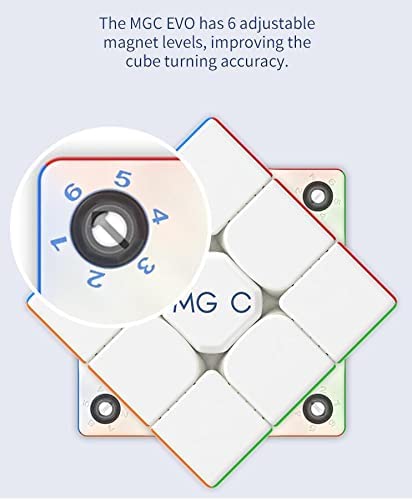 The MGC EVO has 6 adjustable
magnet levels, improving the
cube turning accuracy.
5
6
4
1
3
2
MG C